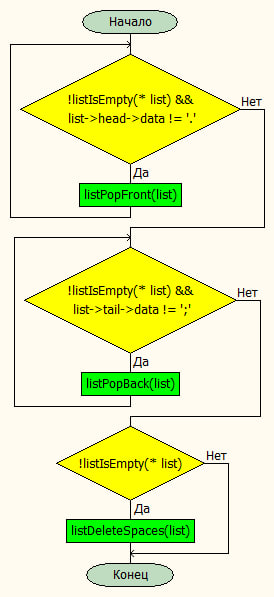 Начало
!listIsEmpty(* list) &&
list->head->data != '.'
Нет
Да
listPopFront(list)
!listIsEmpty(* list) &&
list->tail->data != ';'
Нет
Да
listPopBack(list)
!listIsEmpty(* list)
Нет
Да
listDeleteSpaces(list)
Конец